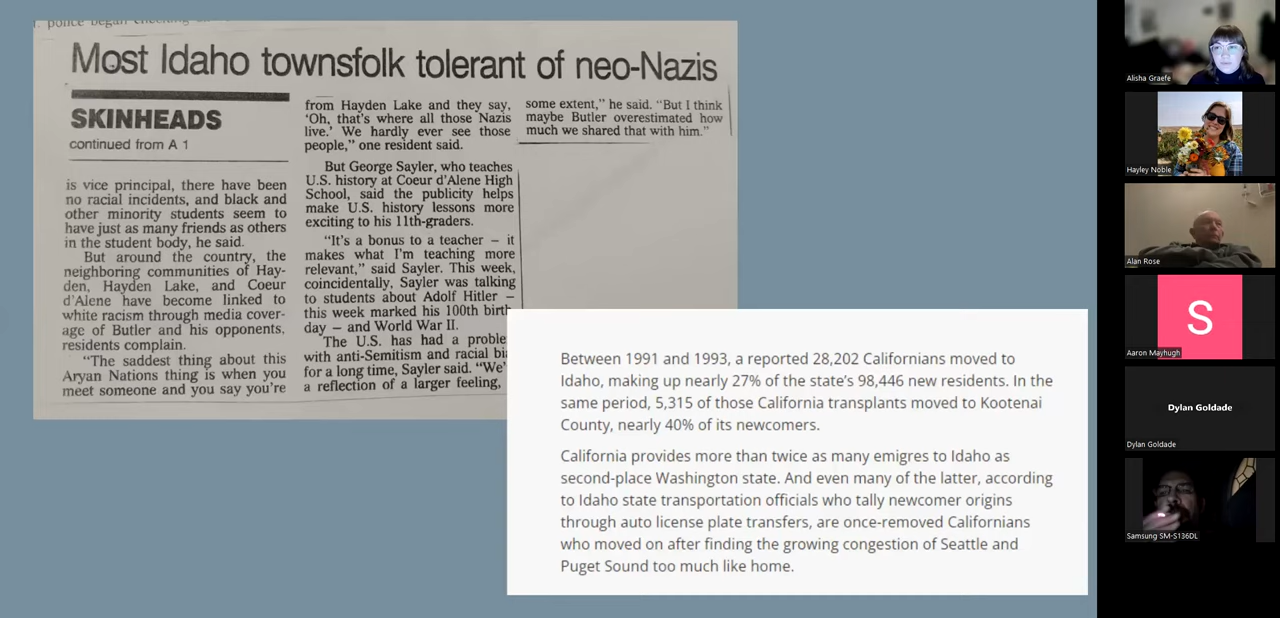 police began checking
Most Idaho townsfolk tolerant of neo-Nazis
SKINHEADS
continued from A 1
is vice principal, there have been
no racial incidents, and black and
other minority students seem to
have just as many friends as others
in the student body, he said.
But around the country, the
neighboring communities of Hay-
den, Hayden Lake, and Coeur
d'Alene have become linked to
white racism through media cover-
age of Butler and his opponents,
residents complain.
"The saddest thing about this
Aryan Nations thing is when you
meet someone and you say you're
from Hayden Lake and they say,
'Oh, that's where all those Nazis
live.' We hardly ever see those
people," one resident said.
But George Sayler, who teaches
U.S. history at Coeur d'Alene High
School, said the publicity helps
make U.S. history lessons more
exciting to his 11th-graders.
"It's a bonus to a teacher – it
makes what I'm teaching more
relevant," said Sayler. This week,
coincidentally, Sayler was talking
to students about Adolf Hitler –
this week marked his 100th birth
day – and World War II.
The U.S. has had a proble
with anti-Semitism and racial bi
for a long time, Sayler said. "We'
a reflection of a larger feeling,
some extent," he said. "But I think
maybe Butler overestimated how
much we shared that with him."
Between 1991 and 1993, a reported 28,202 Californians moved to
Idaho, making up nearly 27% of the state's 98,446 new residents. In the
same period, 5,315 of those California transplants moved to Kootenai
County, nearly 40% of its newcomers.
California provides more than twice as many emigres to Idaho as
second-place Washington state. And even many of the latter, according
to Idaho state transportation officials who tally newcomer origins
through auto license plate transfers, are once-removed Californians
who moved on after finding the growing congestion of Seattle and
Puget Sound too much like home.
Alisha Graefe
Hayley Noble
Alan Rose
S
Aaron Mayhugh
Dylan Goldade
Dylan Goldade
Samsung SM-S136DL